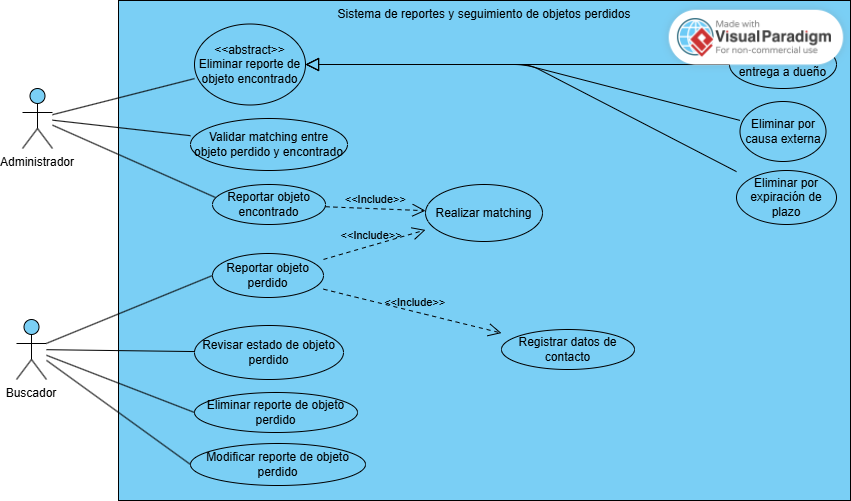 Sistema de reportes y seguimiento de objetos perdidos
Made with
Visual Paradigm
For non-commercial use
<<abstract>>
Eliminar reporte de
objeto encontrado
entrega a dueño
Eliminar por
causa externa
Administrador
Validar matching entre
objeto perdido y encontrado
Eliminar por
expiración de
plazo
Reportar objeto
encontrado
<<Include>>
Realizar matching
<<Include>>
Reportar objeto
perdido
<<Include>>
Revisar estado de objeto
perdido
Registrar datos de
contacto
Buscador
Eliminar reporte de objeto
perdido
Modificar reporte de objeto
perdido